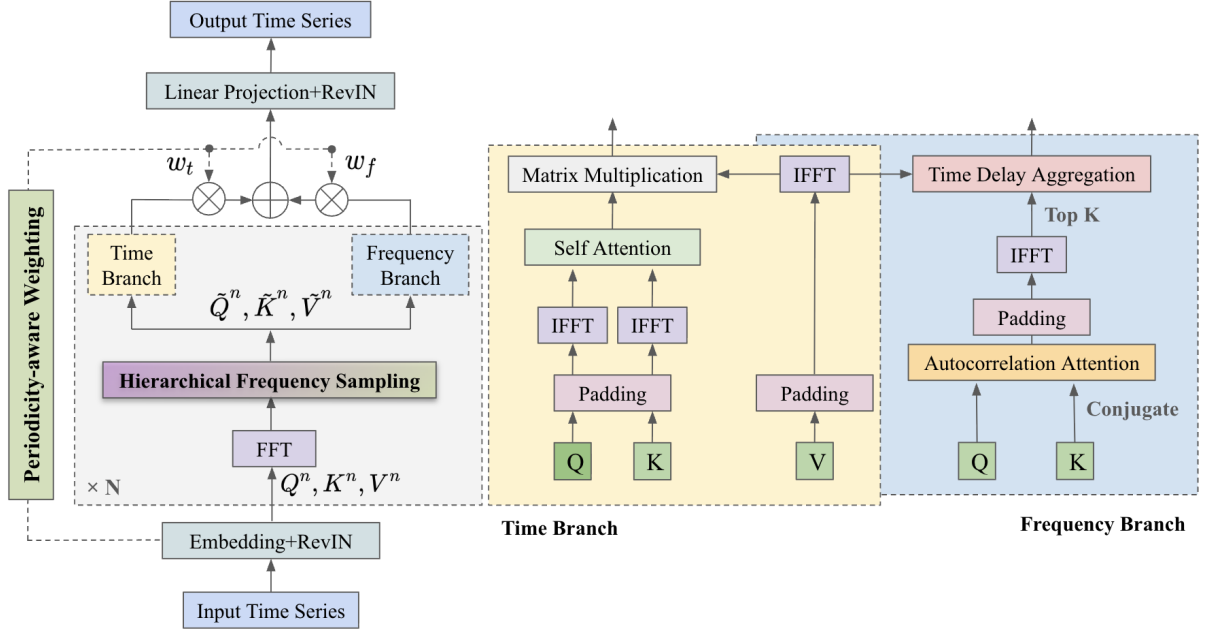 Output Time Series
Linear Projection+RevIN
w_t
w_f
Periodicity-aware Weighting
Time
Branch
Frequency
Branch
Q̃^n, K̃^n, Ṽ^n
Hierarchical Frequency Sampling
FFT
Q^n, K^n, V^n
× N
Embedding+RevIN
Input Time Series
Matrix Multiplication
IFFT
Self Attention
IFFT
IFFT
Padding
Padding
Q
K
V
Time Branch
Time Delay Aggregation
Top K
IFFT
Padding
Autocorrelation Attention
Conjugate
Q
K
Frequency Branch